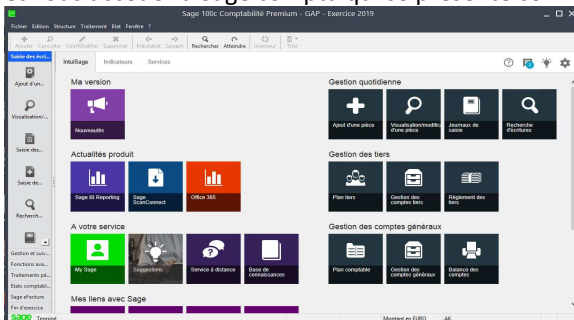 Sage 100c Comptabilité Premium - GAP - Exercice 2019
Fichier Edition Structure Traitement Etat Fenêtre ?
Ajouter Consulter Voir/Modifier Supprimer Précédent Suivant Rechercher Atteindre Inverseur Trier
Saisie des écri...
IntuiSage Indicateurs Services
Ajout d'un...
Visualisation/...
Saisie des...
Saisie de...
Recherch...
Gestion et suiv...
Fonctions ava...
Traitements pé...
Etats comptabl...
Sage eFacture
Fin d'exercice
Ma version
Nouveautés
Actualités produit
Sage BI Reporting
Sage ScanConnect
Office 365
A votre service
My Sage
Suggestions
Service à distance
Base de connaissances
Mes liens avec Sage
Gestion quotidienne
Ajout d'une pièce
Visualisation/modific d'une pièce
Journaux de saisie
Recherche d'écritures
Gestion des tiers
Plan tiers
Gestion des comptes tiers
Règlement des tiers
Gestion des comptes généraux
Plan comptable
Gestion des comptes généraux
Balance des comptes
sage Terminé
Montant en EURO AK